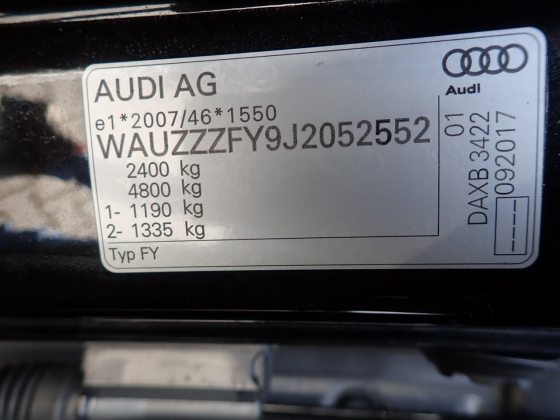 AUDI AG
e1*2007/46*1550
WAUZZZFY9J2052552
2400 kg
4800 kg
1- 1190 kg
2- 1335 kg
Typ FY
Audi
01
DAXB 3422
092017
-----